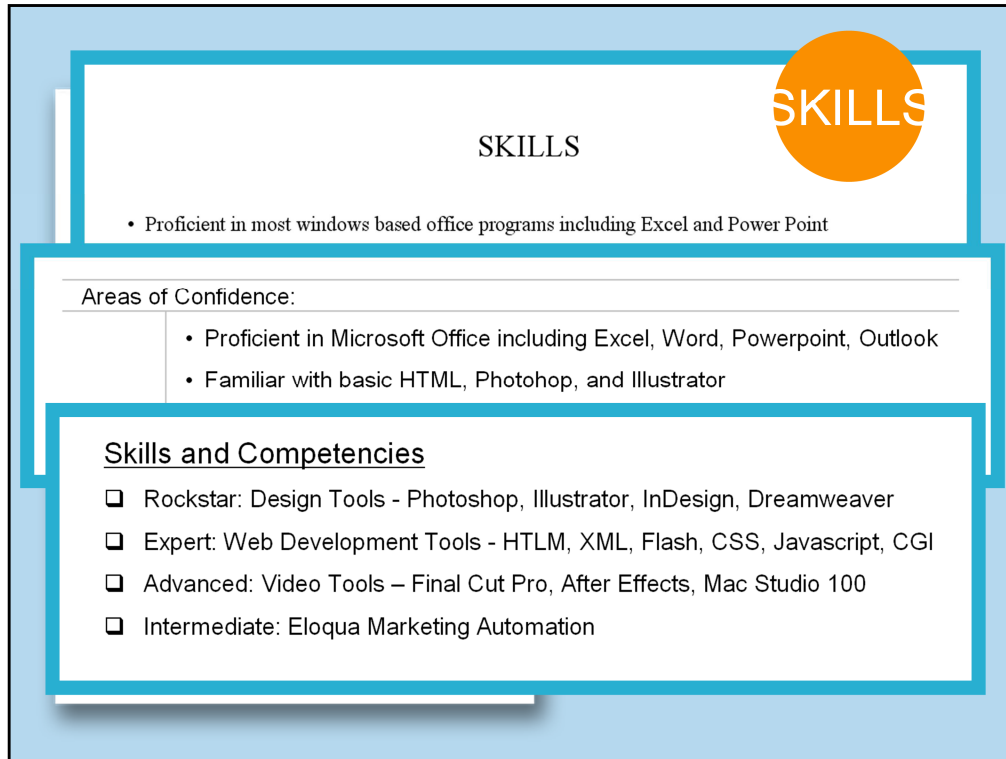 SKILLS
SKILLS
• Proficient in most windows based office programs including Excel and Power Point
Areas of Confidence:
• Proficient in Microsoft Office including Excel, Word, Powerpoint, Outlook
• Familiar with basic HTML, Photohop, and Illustrator
Skills and Competencies
❑ Rockstar: Design Tools - Photoshop, Illustrator, InDesign, Dreamweaver
❑ Expert: Web Development Tools - HTLM, XML, Flash, CSS, Javascript, CGI
❑ Advanced: Video Tools – Final Cut Pro, After Effects, Mac Studio 100
❑ Intermediate: Eloqua Marketing Automation